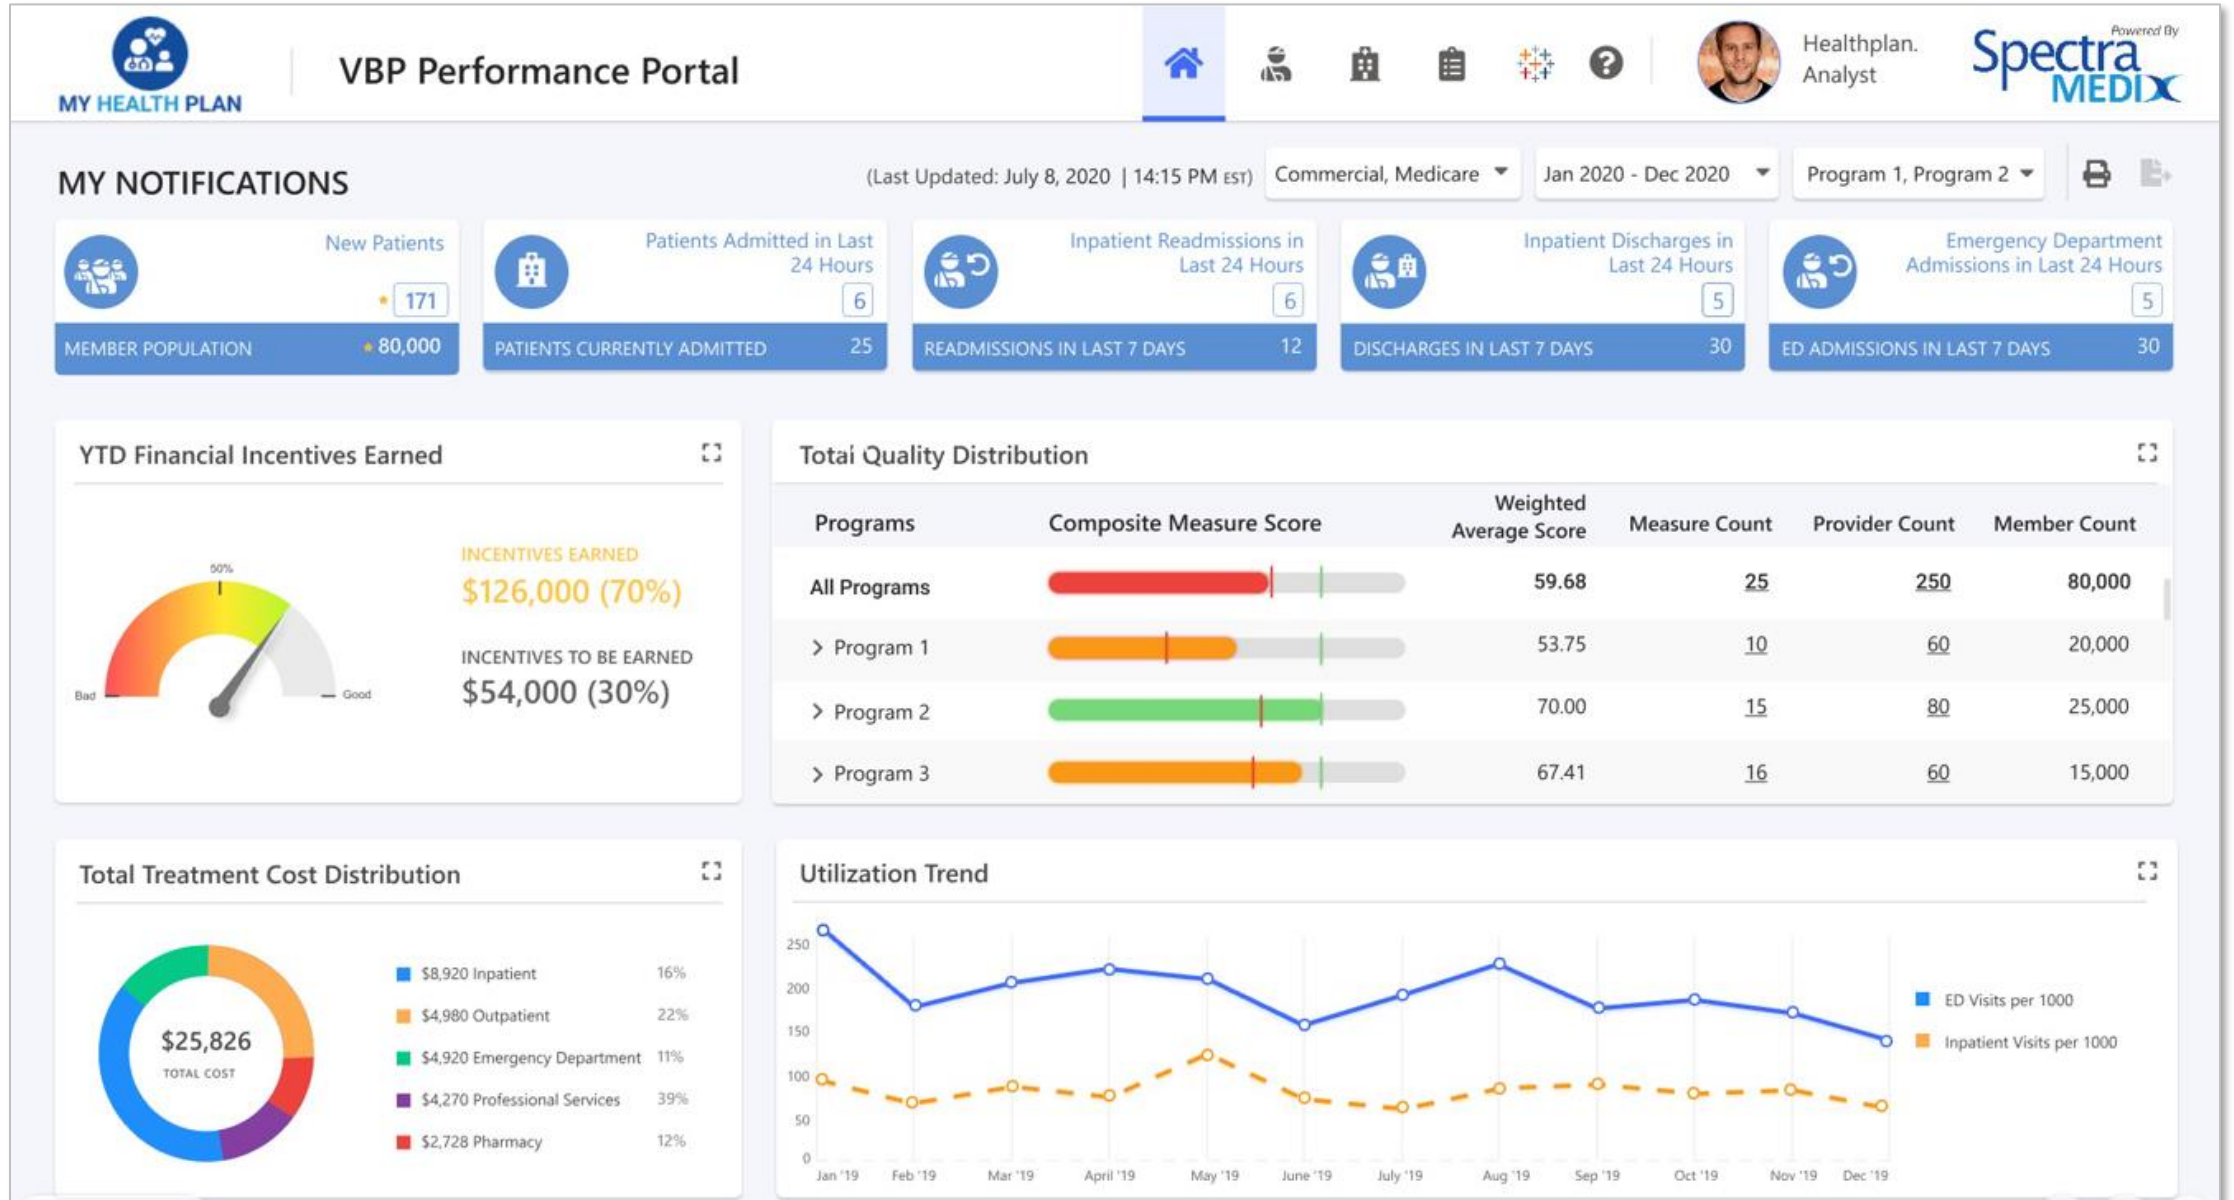 MY HEALTH PLAN
VBP Performance Portal
Healthplan.
Analyst
Powered By
Spectra
MEDIX
MY NOTIFICATIONS
(Last Updated: July 8, 2020 | 14:15 PM EST)
Commercial, Medicare
Jan 2020 - Dec 2020
Program 1, Program 2
New Patients
171
MEMBER POPULATION 80,000
Patients Admitted in Last
24 Hours
6
PATIENTS CURRENTLY ADMITTED 25
Inpatient Readmissions in
Last 24 Hours
6
READMISSIONS IN LAST 7 DAYS 12
Inpatient Discharges in
Last 24 Hours
5
DISCHARGES IN LAST 7 DAYS 30
Emergency Department
Admissions in Last 24 Hours
5
ED ADMISSIONS IN LAST 7 DAYS 30
YTD Financial Incentives Earned
50%
Bad
Good
INCENTIVES EARNED
$126,000 (70%)
INCENTIVES TO BE EARNED
$54,000 (30%)
Total Quality Distribution
Programs Composite Measure Score Weighted Average Score Measure Count Provider Count Member Count
All Programs 59.68 25 250 80,000
Program 1 53.75 10 60 20,000
Program 2 70.00 15 80 25,000
Program 3 67.41 16 60 15,000
Total Treatment Cost Distribution
$25,826
TOTAL COST
$8,920 Inpatient 16%
$4,980 Outpatient 22%
$4,920 Emergency Department 11%
$4,270 Professional Services 39%
$2,728 Pharmacy 12%
Utilization Trend
250
200
150
100
50
0
Jan '19 Feb '19 Mar '19 April '19 May '19 June '19 July '19 Aug '19 Sep '19 Oct '19 Nov '19 Dec '19
ED Visits per 1000
Inpatient Visits per 1000